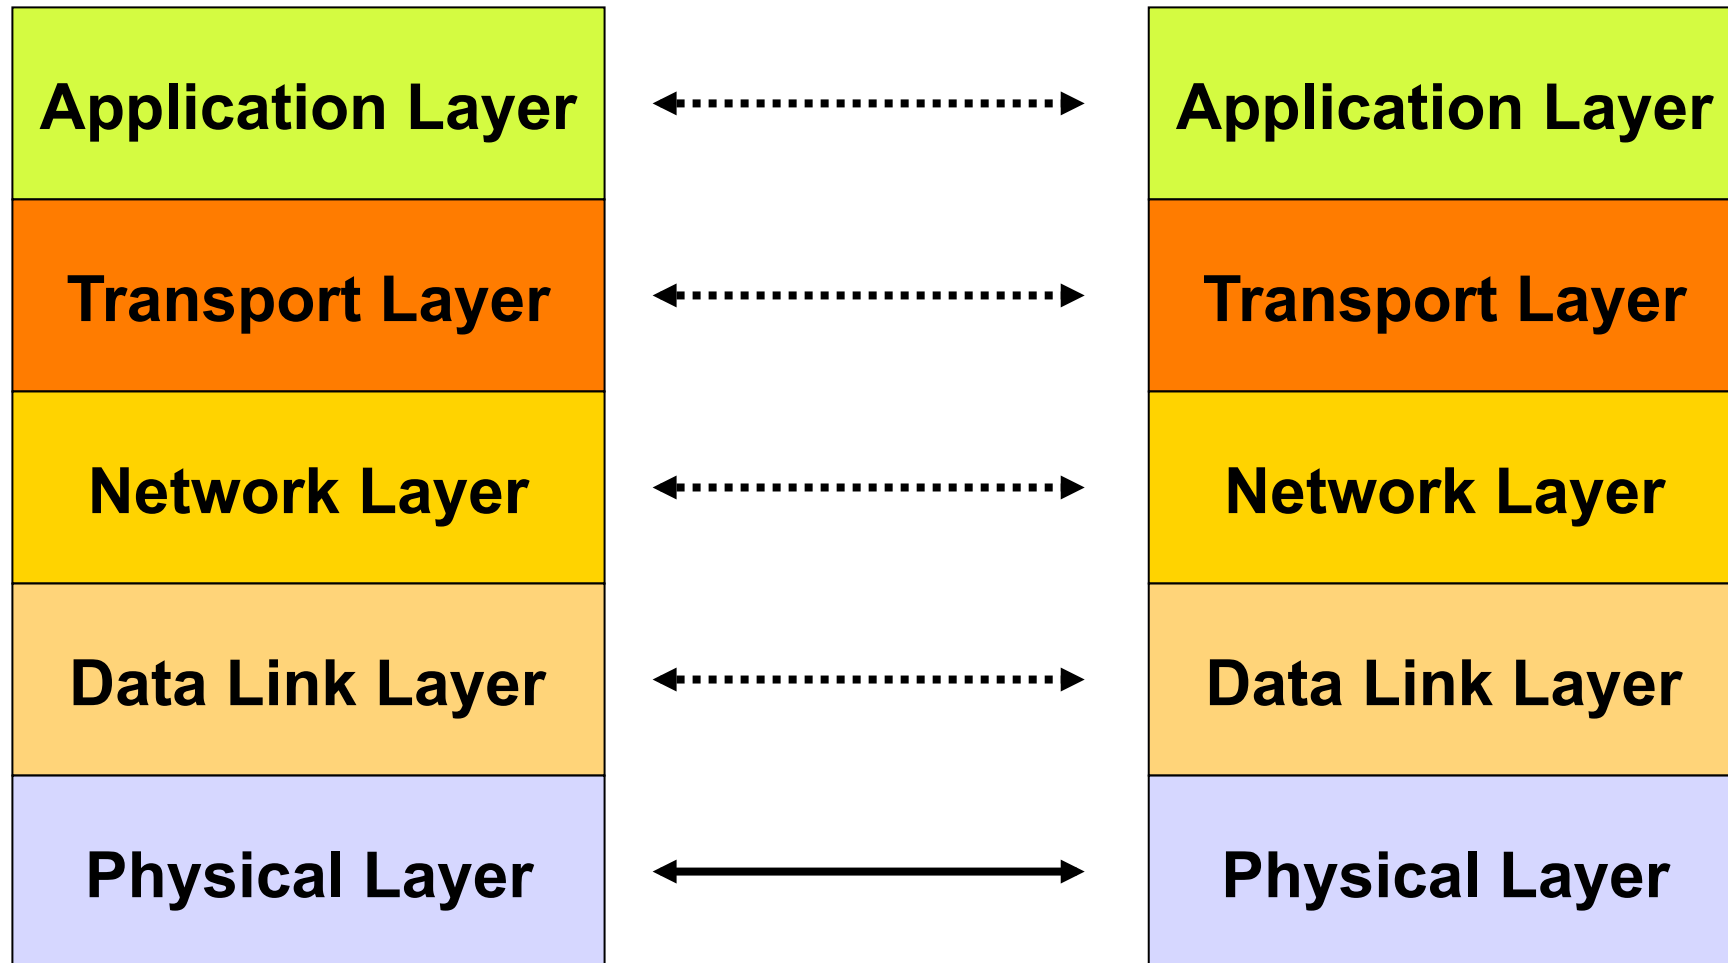 Application Layer
Application Layer
Transport Layer
Transport Layer
Network Layer
Network Layer
Data Link Layer
Data Link Layer
Physical Layer
Physical Layer